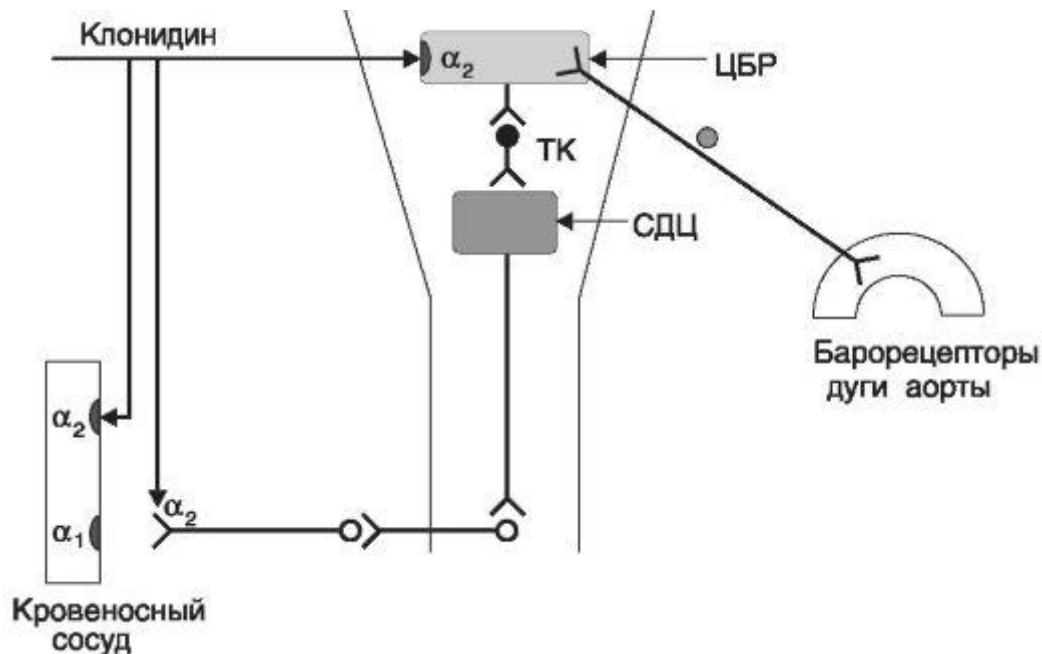 Клонидин
α₂
ЦБР
ТК
СДЦ
Барорецепторы
дуги аорты
α₂
α₂
α₁
Кровеносный
сосуд